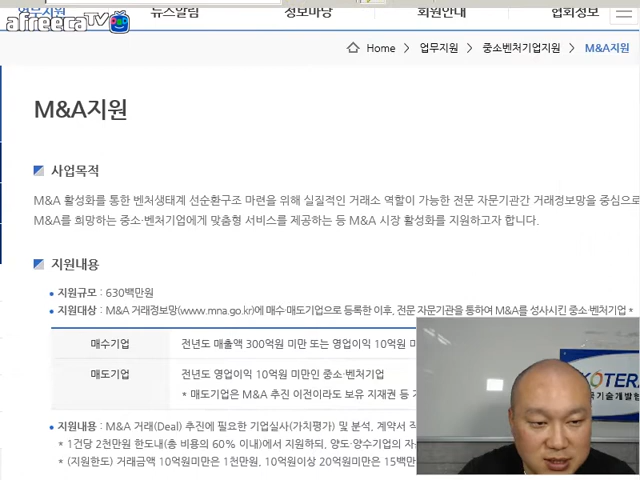 업무지원 뉴스알림 정보마당 회원안내 협회정보
afreecaTV
Home > 업무지원 > 중소벤처기업지원 > M&A지원
M&A지원
사업목적
M&A 활성화를 통한 벤처생태계 선순환구조 마련을 위해 실질적인 거래소 역할이 가능한 전문 자문기관간 거래정보망을 중심으로
M&A를 희망하는 중소·벤처기업에게 맞춤형 서비스를 제공하는 등 M&A 시장 활성화를 지원하고자 합니다.
지원내용
• 지원규모 : 630백만원
• 지원대상 : M&A 거래정보망(www.mna.go.kr)에 매수·매도기업으로 등록한 이후, 전문 자문기관을 통하여 M&A를 성사시킨 중소·벤처기업 *
매수기업 전년도 매출액 300억원 미만 또는 영업이익 10억원 미
매도기업 전년도 영업이익 10억원 미만인 중소·벤처기업
* 매도기업은 M&A 추진 이전이라도 보유 지재권 등
KOTERA
기술개발
• 지원내용 : M&A 거래(Deal) 추진에 필요한 기업실사(가치평가) 및 분석, 계약서
* 1건당 2천만원 한도내(총 비용의 60% 이내)에서 지원하되, 양도·양수기업의
* (지원한도) 거래금액 10억원미만은 1천만원, 10억원이상 20억원미만은 15백만